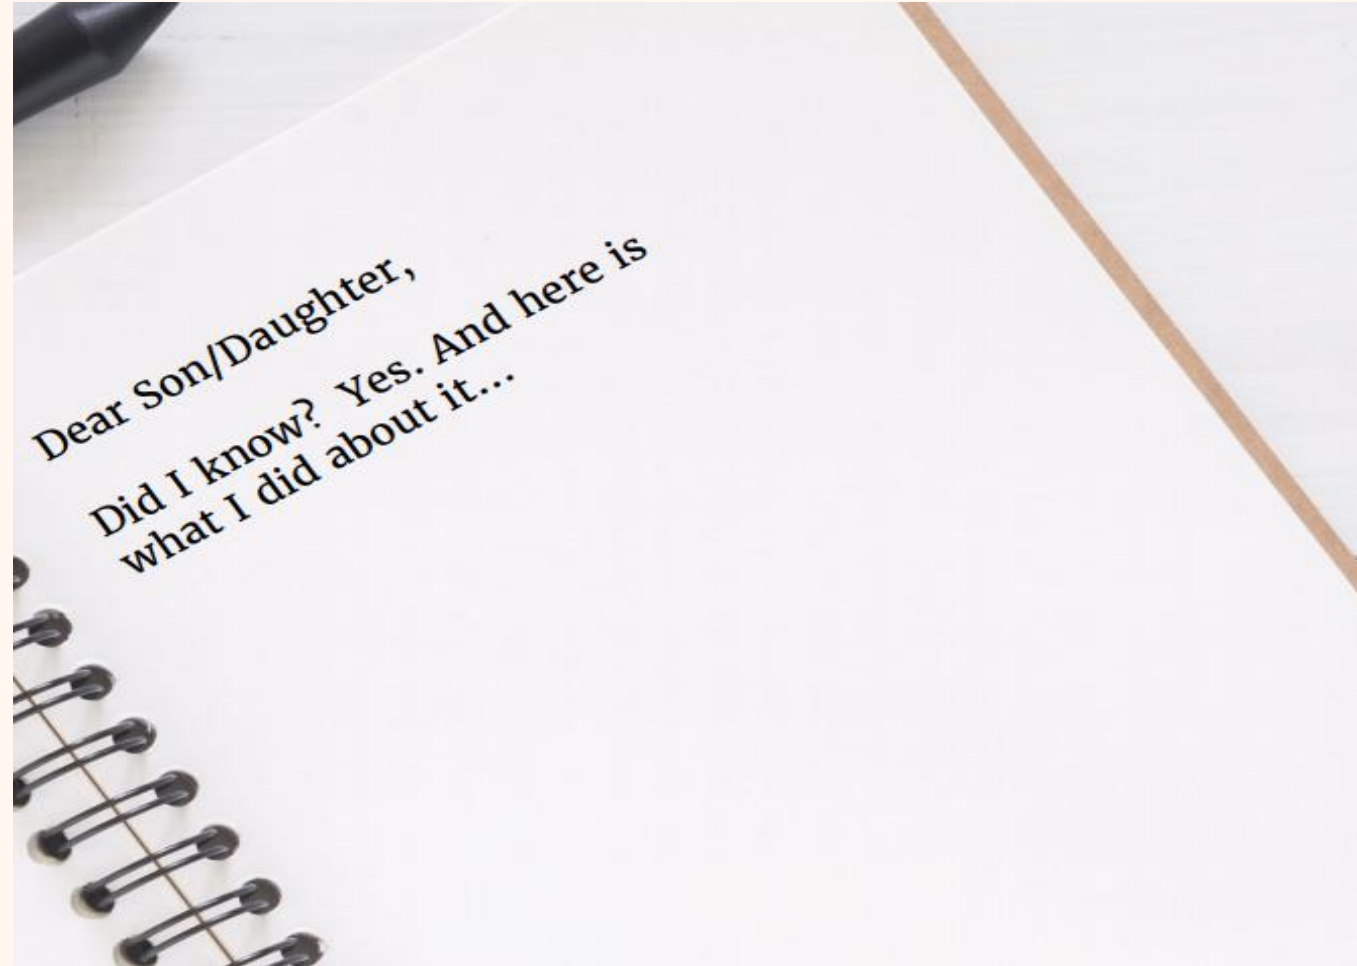 Dear Son/Daughter,
Did I know?  Yes. And here is
what I did about it...